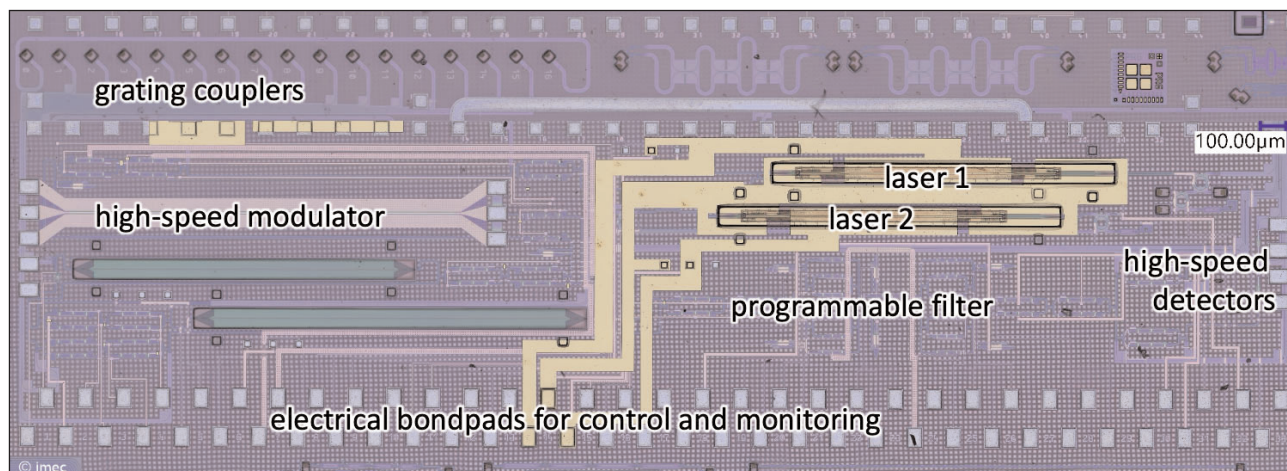 grating couplers
100.00µm
laser 1
high-speed modulator
laser 2
high-speed
detectors
programmable filter
electrical bondpads for control and monitoring
© imec